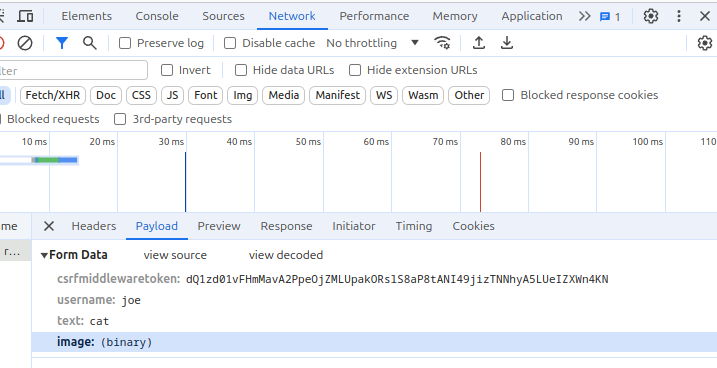 Elements Console Sources Network Performance Memory Application 1
Preserve log Disable cache No throttling
Invert Hide data URLs Hide extension URLs
Fetch/XHR Doc CSS JS Font Img Media Manifest WS Wasm Other Blocked response cookies
Blocked requests 3rd-party requests
10 ms 20 ms 30 ms 40 ms 50 ms 60 ms 70 ms 80 ms 90 ms 100 ms 110
me Headers Payload Preview Response Initiator Timing Cookies
r... Form Data view source view decoded
csrfmiddlewaretoken: dQ1zd01vFHmMavA2PpeOjZMLUpakORslS8aP8tANI49jizTNNhyA5LUeIZXWn4KN
username: joe
text: cat
image: (binary)